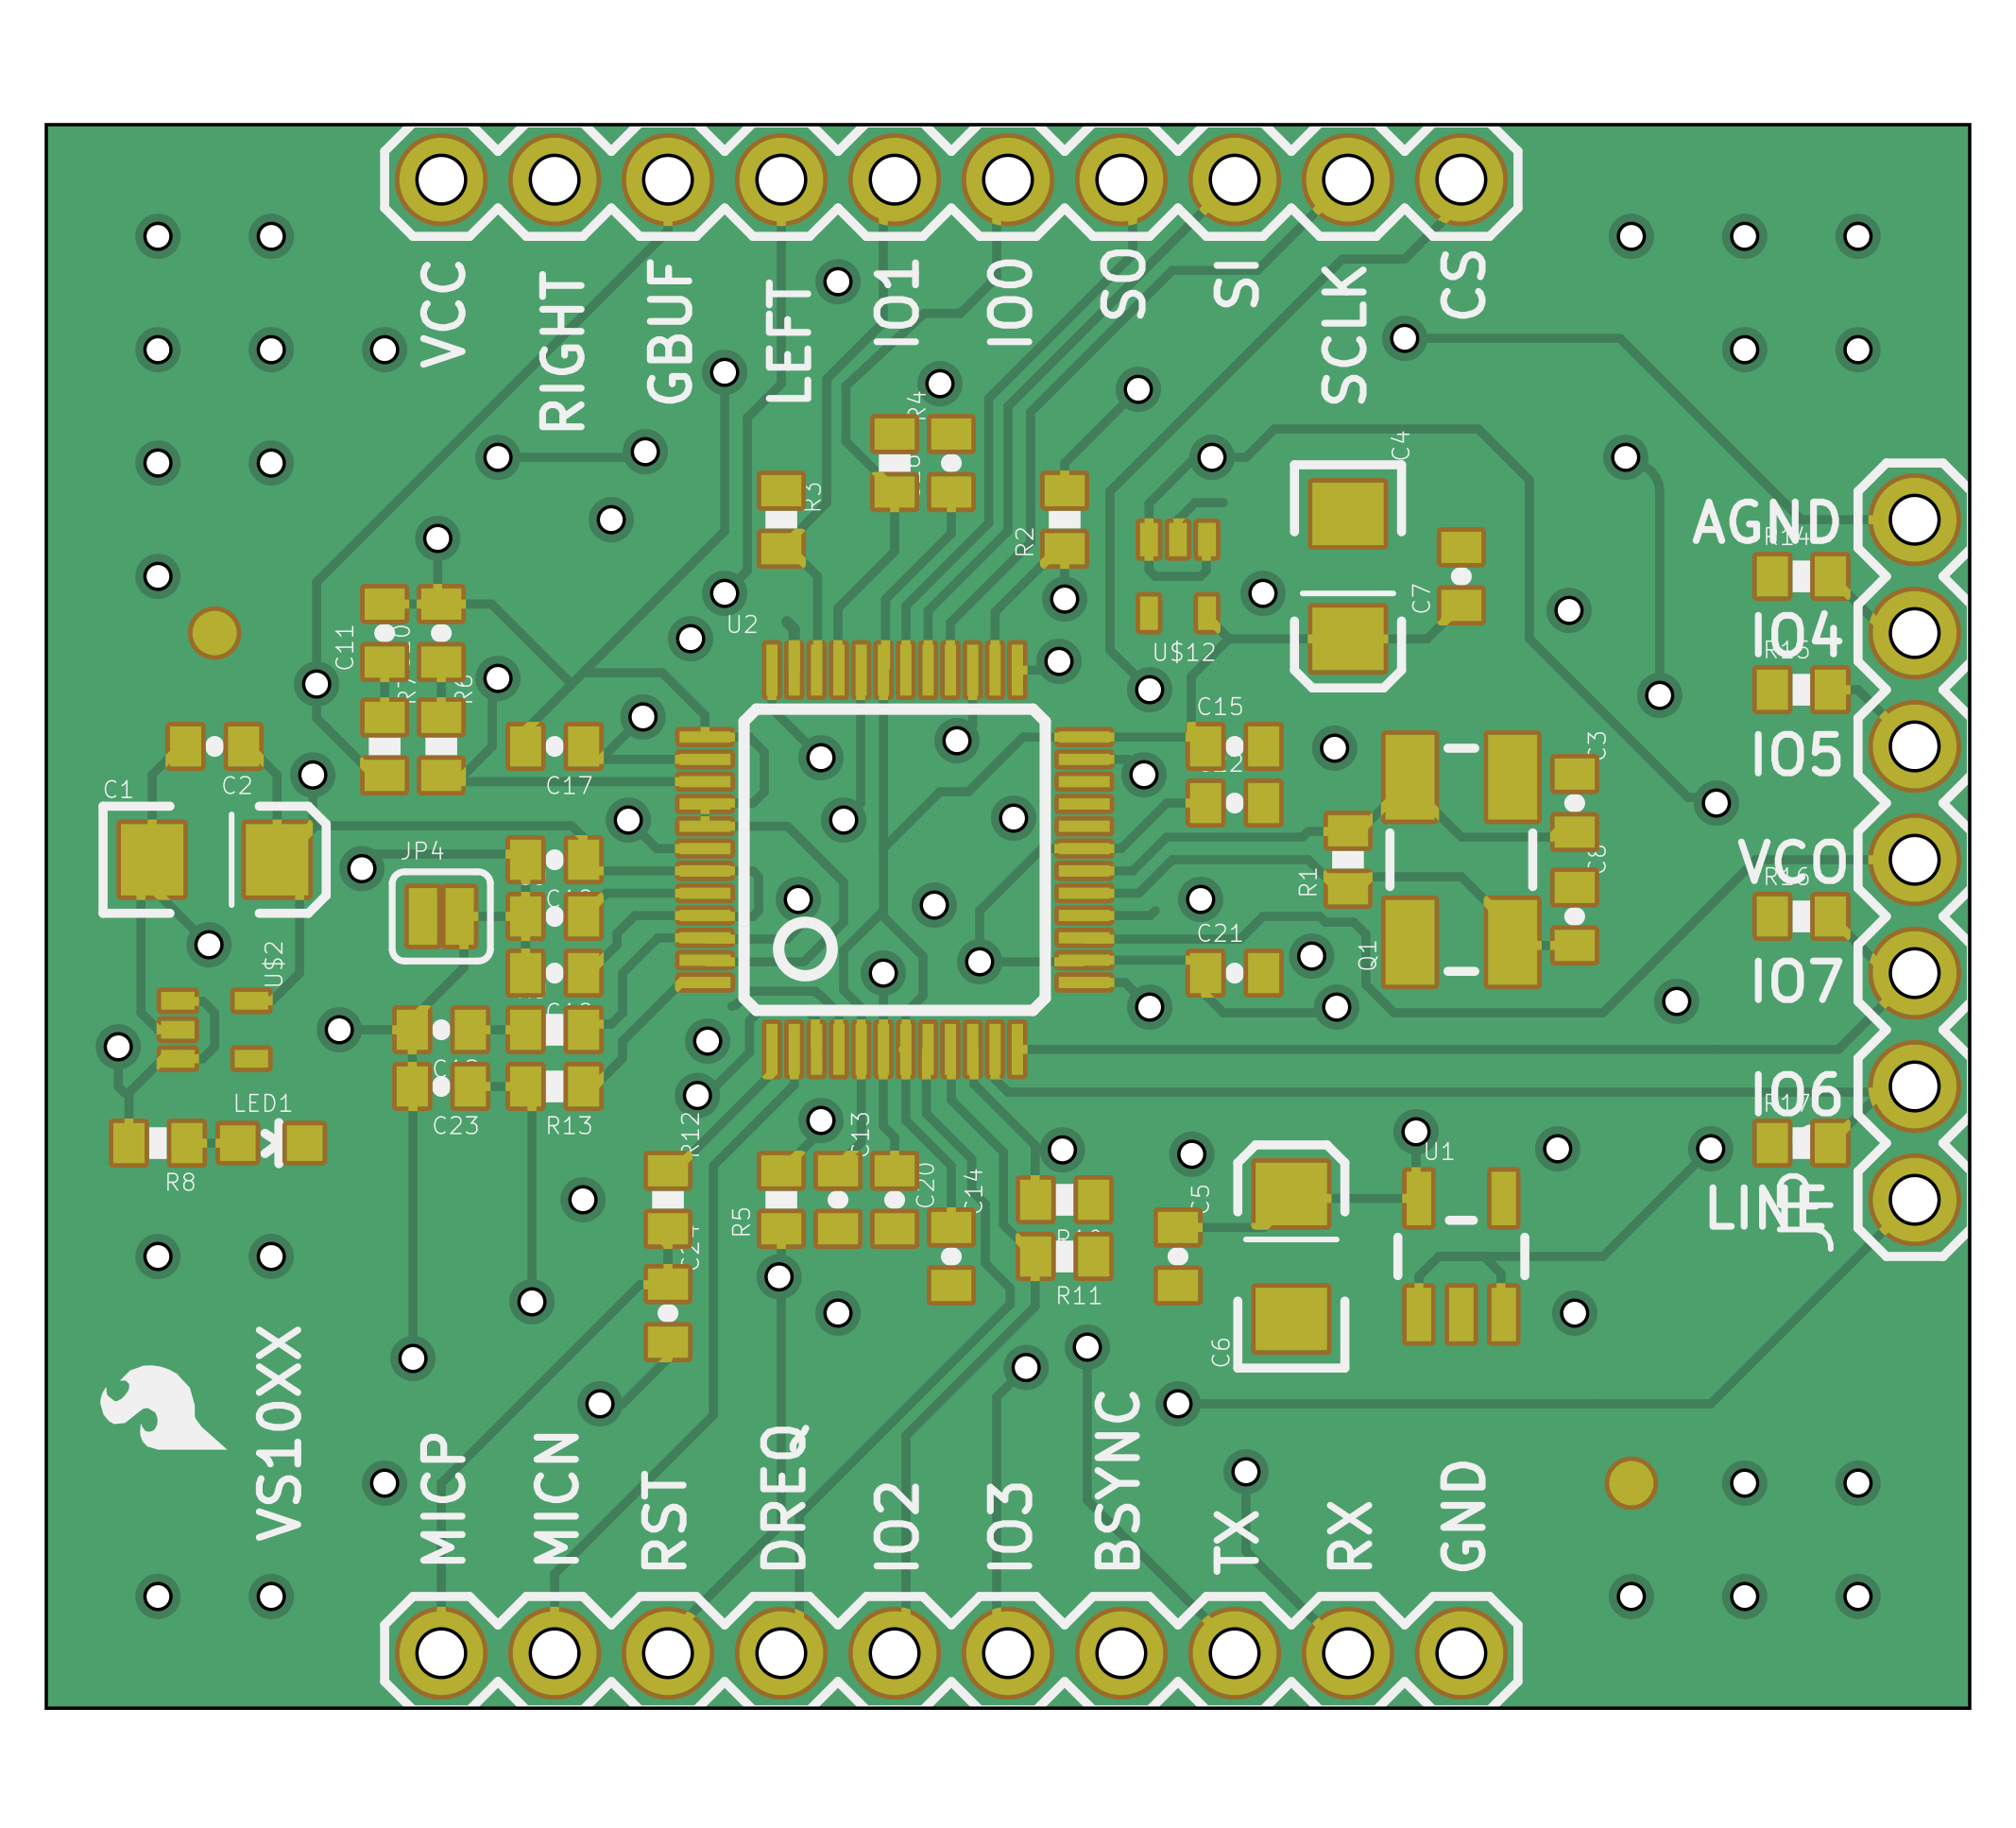 VCC
RIGHT
GBUF
LEFT
IO1
IO0
SO
SI
SCLK
CS
R4
C4
R3
R2
AGND
R14
C7
IO4
U2
C11
R15
U$12
R6
C15
IO5
C3
C1
C2
C17
JP4
VCO
C8
R16
R1
C21
Q1
U$2
IO7
LED1
C23
R13
R12
C13
IO6
R17
U1
R8
C20
C14
C5
R5
LINE
R11
C6
VS10XX
MICP
MICN
RST
DREQ
IO2
IO3
BSYNC
TX
RX
GND